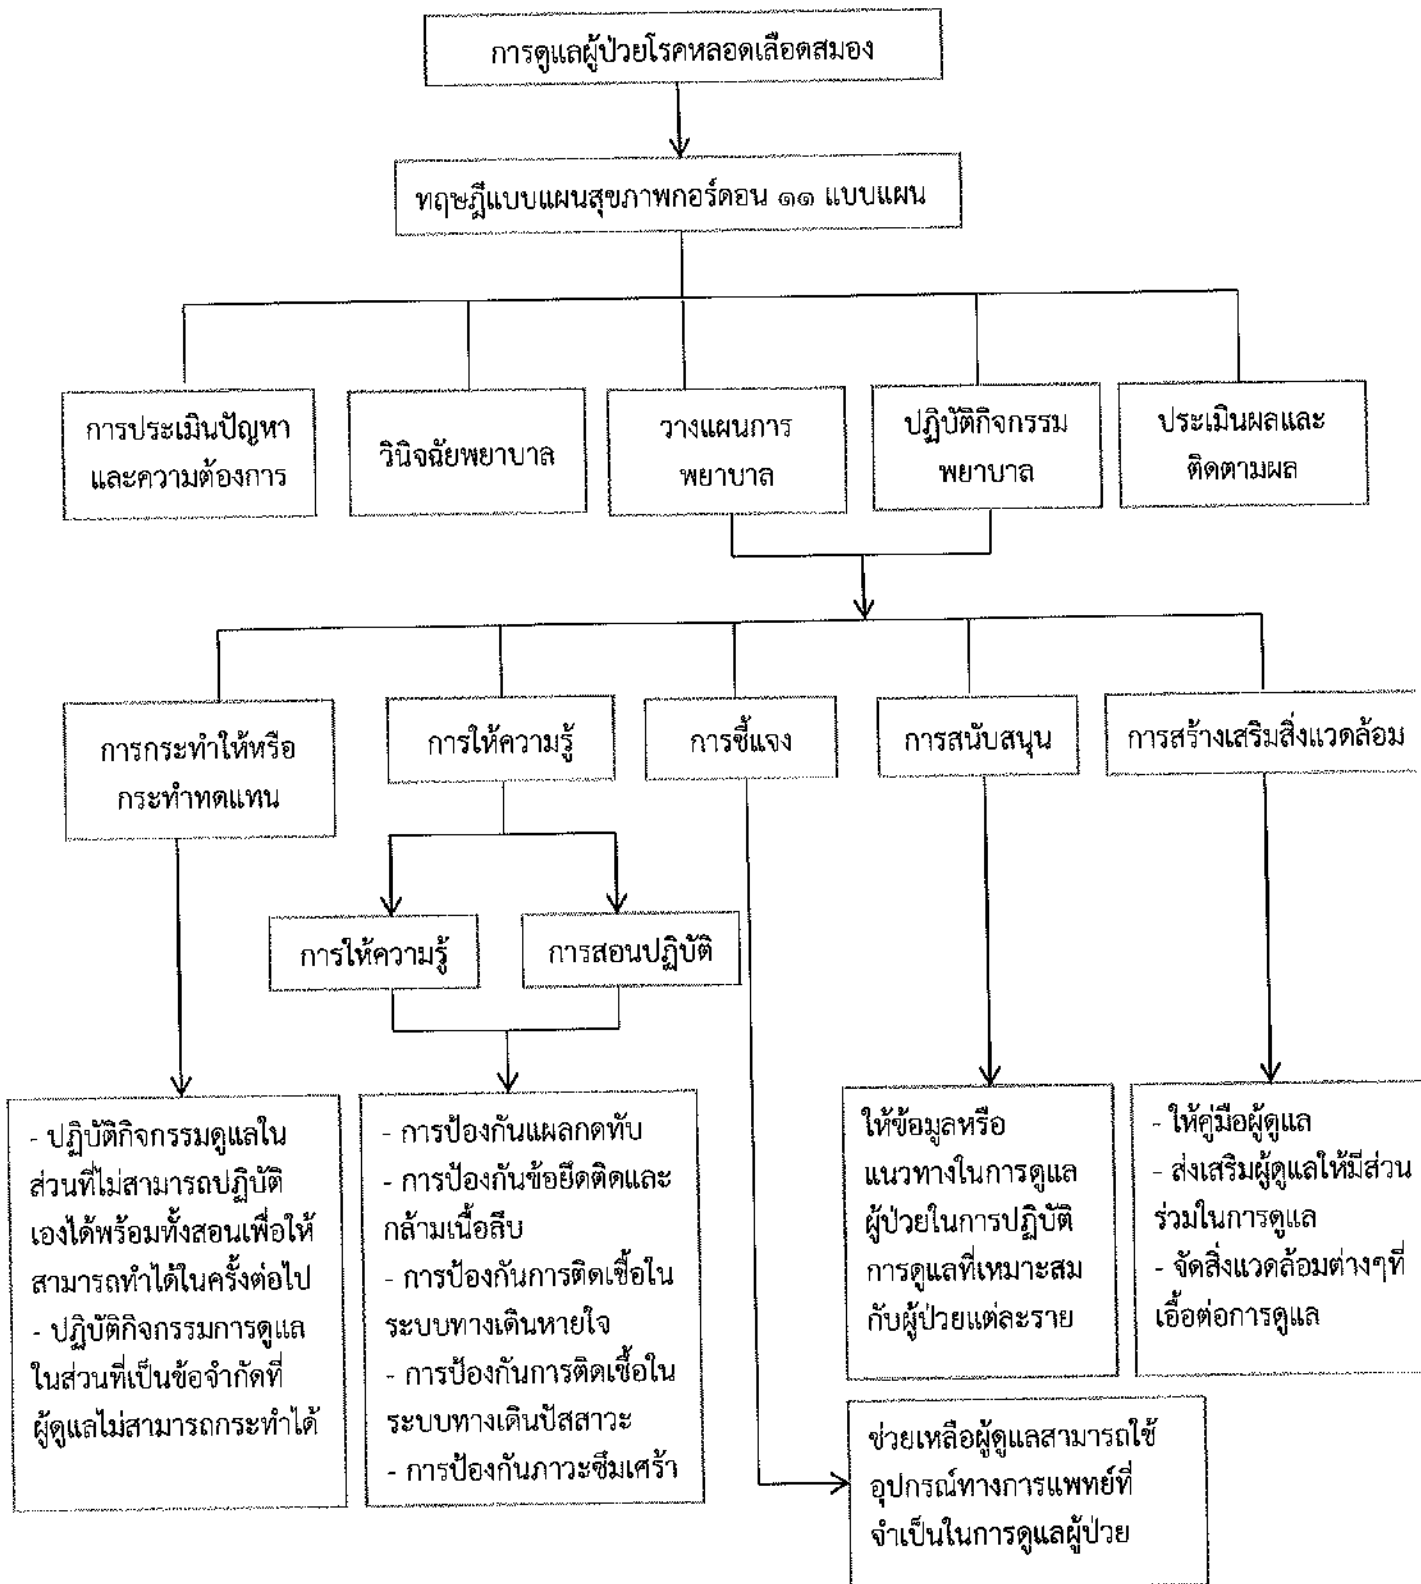 การดูแลผู้ป่วยโรคหลอดเลือดสมอง
ทฤษฎีแบบแผนสุขภาพกอร์ดอน ๑๑ แบบแผน
การประเมินปัญหา
และความต้องการ
วินิจฉัยพยาบาล
วางแผนการ
พยาบาล
ปฏิบัติกิจกรรม
พยาบาล
ประเมินผลและ
ติดตามผล
การกระทำให้หรือ
กระทำทดแทน
การให้ความรู้
การชี้แจง
การสนับสนุน
การสร้างเสริมสิ่งแวดล้อม
การให้ความรู้
การสอนปฏิบัติ
- ปฏิบัติกิจกรรมดูแลใน
ส่วนที่ไม่สามารถปฏิบัติ
เองได้พร้อมทั้งสอนเพื่อให้
สามารถทำได้ในครั้งต่อไป
- ปฏิบัติกิจกรรมการดูแล
ในส่วนที่เป็นข้อจำกัดที่
ผู้ดูแลไม่สามารถกระทำได้
- การป้องกันแผลกดทับ
- การป้องกันข้อยึดติดและ
กล้ามเนื้อลีบ
- การป้องกันการติดเชื้อใน
ระบบทางเดินหายใจ
- การป้องกันการติดเชื้อใน
ระบบทางเดินปัสสาวะ
- การป้องกันภาวะซึมเศร้า
ให้ข้อมูลหรือ
แนวทางในการดูแล
ผู้ป่วยในการปฏิบัติ
การดูแลที่เหมาะสม
กับผู้ป่วยแต่ละราย
- ให้คู่มือผู้ดูแล
- ส่งเสริมผู้ดูแลให้มีส่วน
ร่วมในการดูแล
- จัดสิ่งแวดล้อมต่างๆที่
เอื้อต่อการดูแล
ช่วยเหลือผู้ดูแลสามารถใช้
อุปกรณ์ทางการแพทย์ที่
จำเป็นในการดูแลผู้ป่วย